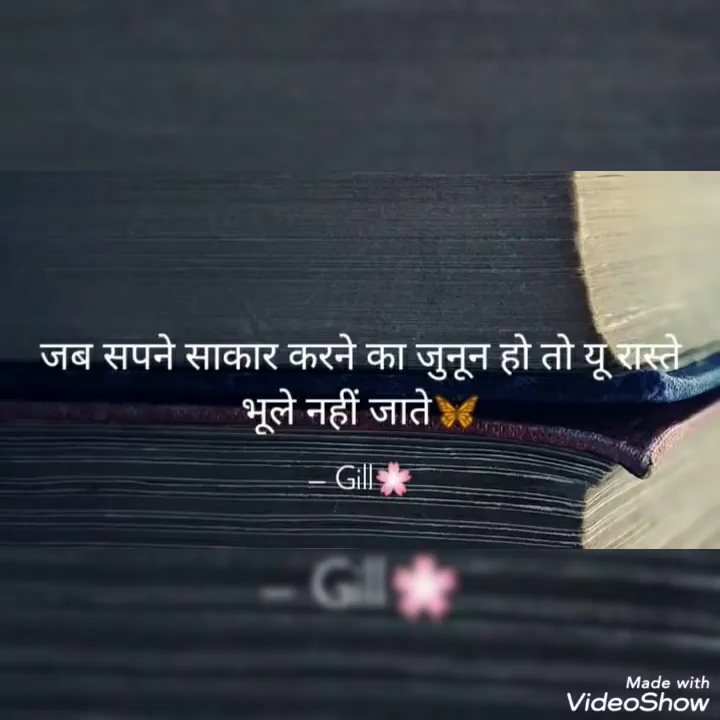 जब सपने साकार करने का जुनून हो तो यू रास्ते
भूले नहीं जाते🦋
– Gill🌸
– Gill🌸
Made with
VideoShow